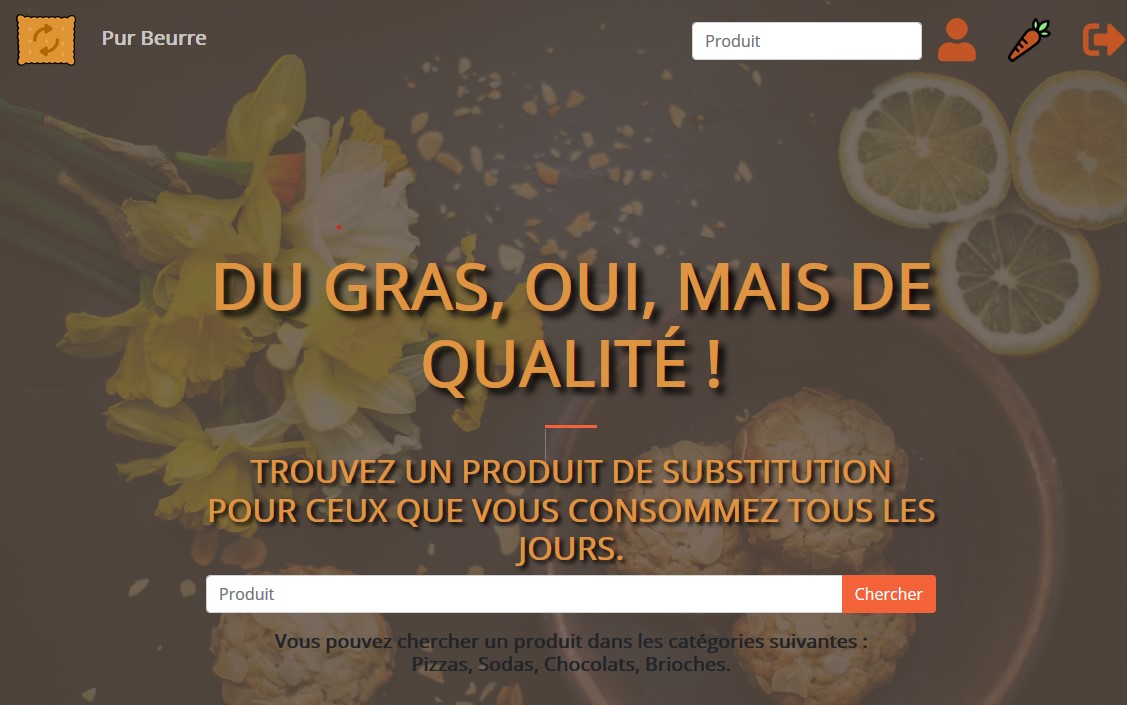 Pur Beurre
Produit
DU GRAS, OUI, MAIS DE
QUALITÉ !
TROUVEZ UN PRODUIT DE SUBSTITUTION
POUR CEUX QUE VOUS CONSOMMEZ TOUS LES
JOURS.
Produit
Chercher
Vous pouvez chercher un produit dans les catégories suivantes :
Pizzas, Sodas, Chocolats, Brioches.